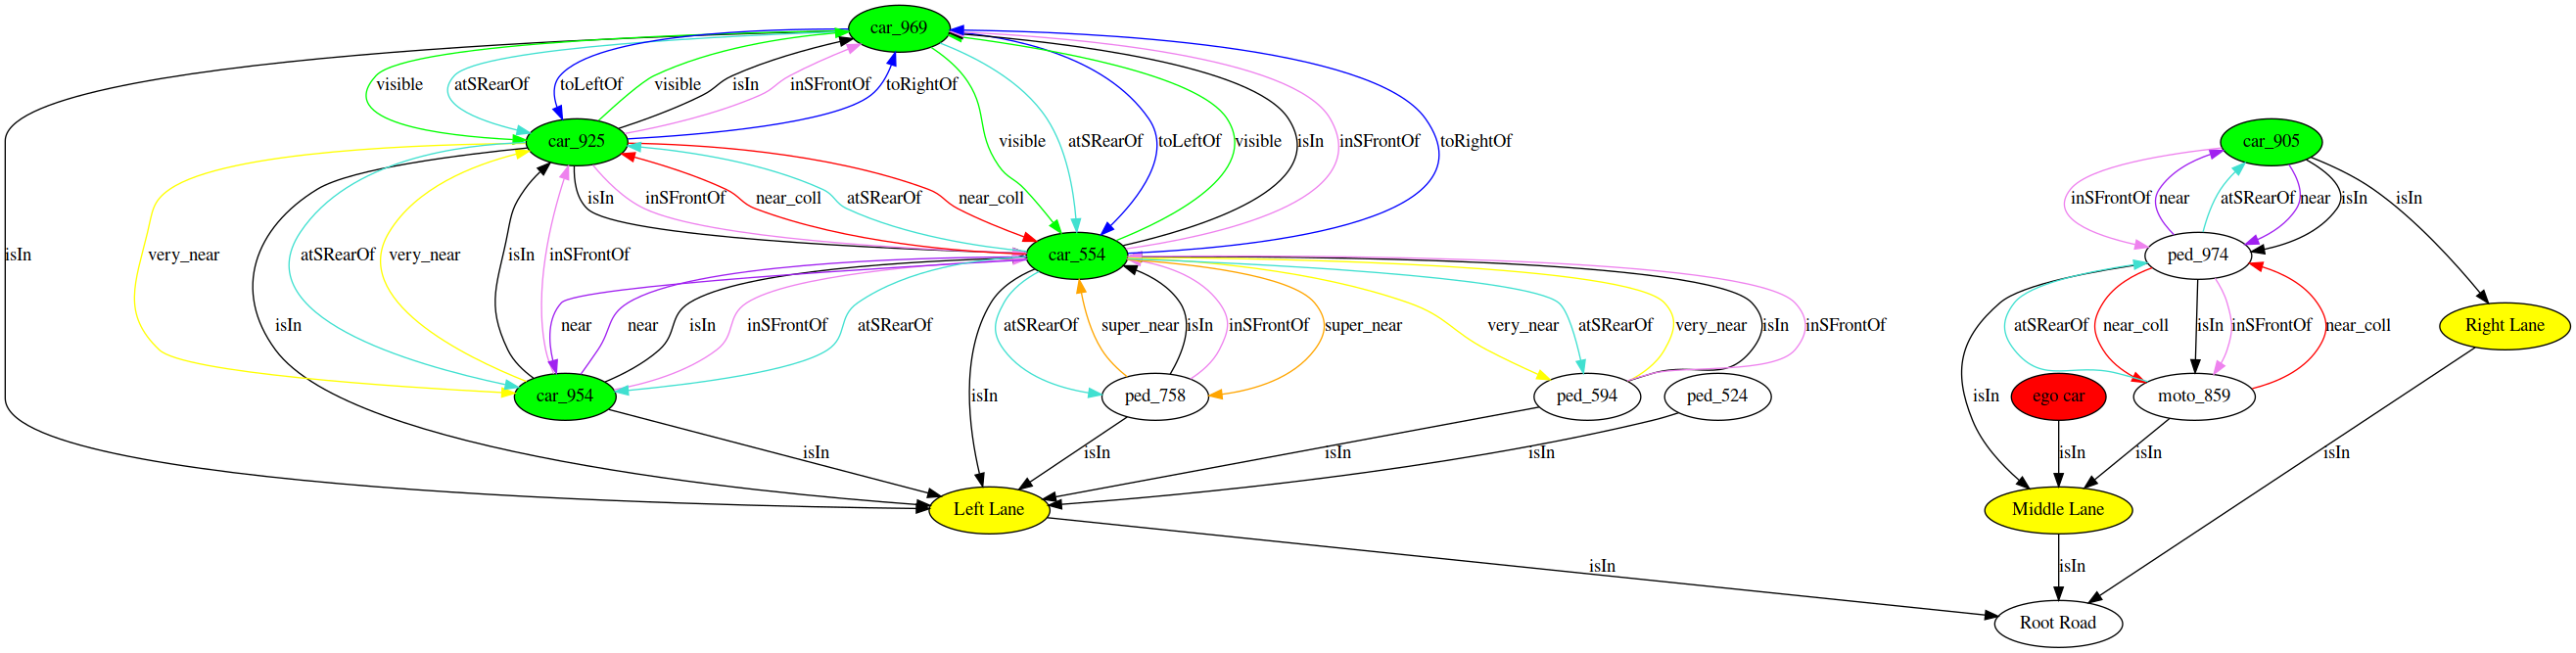 car_969
visible atSRearOf toLeftOf visible isIn inSFrontOf toRightOf
car_925 visible atSRearOf toLeftOf visible isIn inSFrontOf toRightOf car_905
isIn inSFrontOf near_coll atSRearOf near_coll inSFrontOf near atSRearOf near isIn isIn
isIn very_near atSRearOf very_near isIn inSFrontOf car_554 ped_974
isIn near near isIn inSFrontOf atSRearOf atSRearOf super_near isIn inSFrontOf super_near very_near atSRearOf very_near isIn inSFrontOf atSRearOf near_coll isIn inSFrontOf near_coll Right Lane
car_954 isIn ped_758 ped_594 ped_524 isIn ego car moto_859
isIn isIn isIn isIn isIn isIn isIn
Left Lane Middle Lane
isIn isIn
Root Road